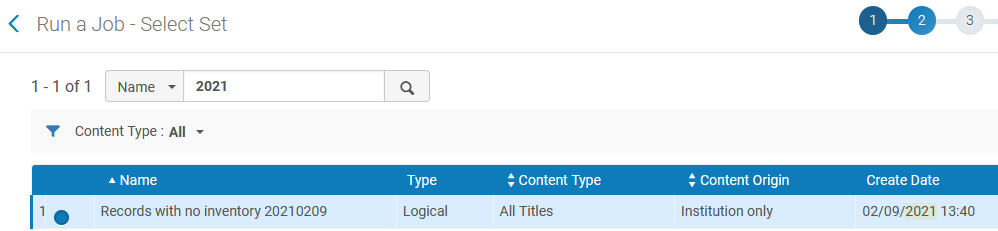 Run a Job - Select Set
1 2 3
1 - 1 of 1 Name 2021
Content Type : All
Name Type Content Type Content Origin Create Date
1 Records with no inventory 20210209 Logical All Titles Institution only 02/09/2021 13:40